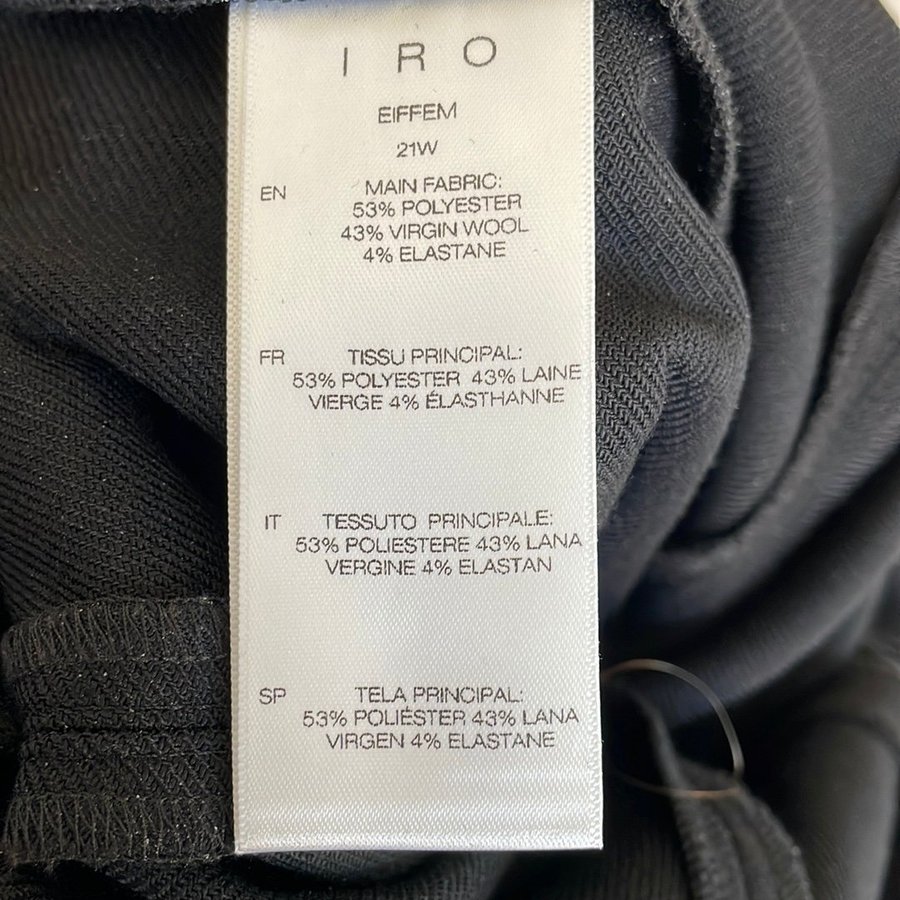 IRO
EIFFEM
21W
EN
MAIN FABRIC:
53% POLYESTER
43% VIRGIN WOOL
4% ELASTANE
FR
TISSU PRINCIPAL:
53% POLYESTER 43% LAINE
VIERGE 4% ÉLASTHANNE
IT
TESSUTO PRINCIPALE:
53% POLIESTERE 43% LANA
VERGINE 4% ELASTAN
SP
TELA PRINCIPAL:
53% POLIÉSTER 43% LANA
VIRGEN 4% ELASTANE